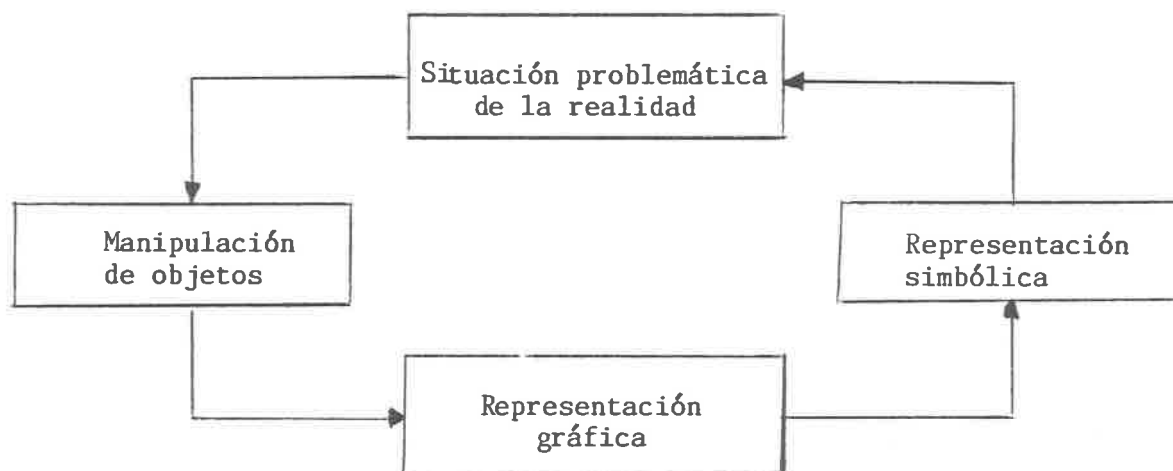 Situación problemática
de la realidad
Manipulación
de objetos
Representación
simbólica
Representación
gráfica